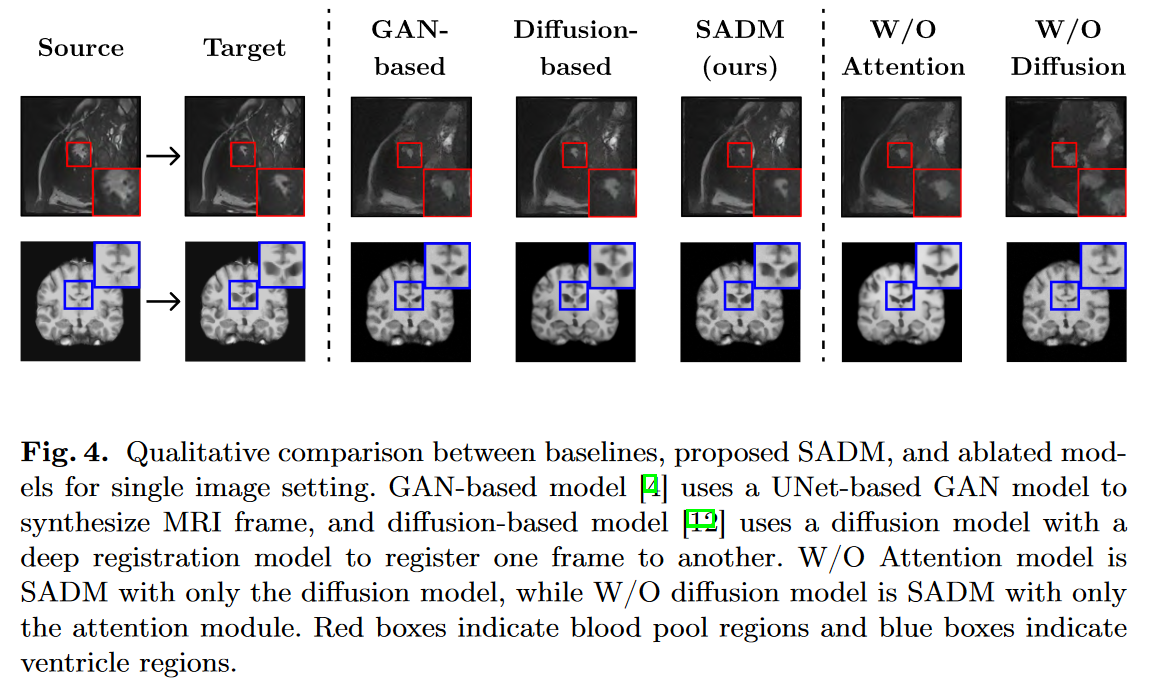 Source
Target
GAN-
based
Diffusion-
based
SADM
(ours)
W/O
Attention
W/O
Diffusion
Fig. 4. Qualitative comparison between baselines, proposed SADM, and ablated mod-
els for single image setting. GAN-based model [4] uses a UNet-based GAN model to
synthesize MRI frame, and diffusion-based model [12] uses a diffusion model with a
deep registration model to register one frame to another. W/O Attention model is
SADM with only the diffusion model, while W/O diffusion model is SADM with only
the attention module. Red boxes indicate blood pool regions and blue boxes indicate
ventricle regions.